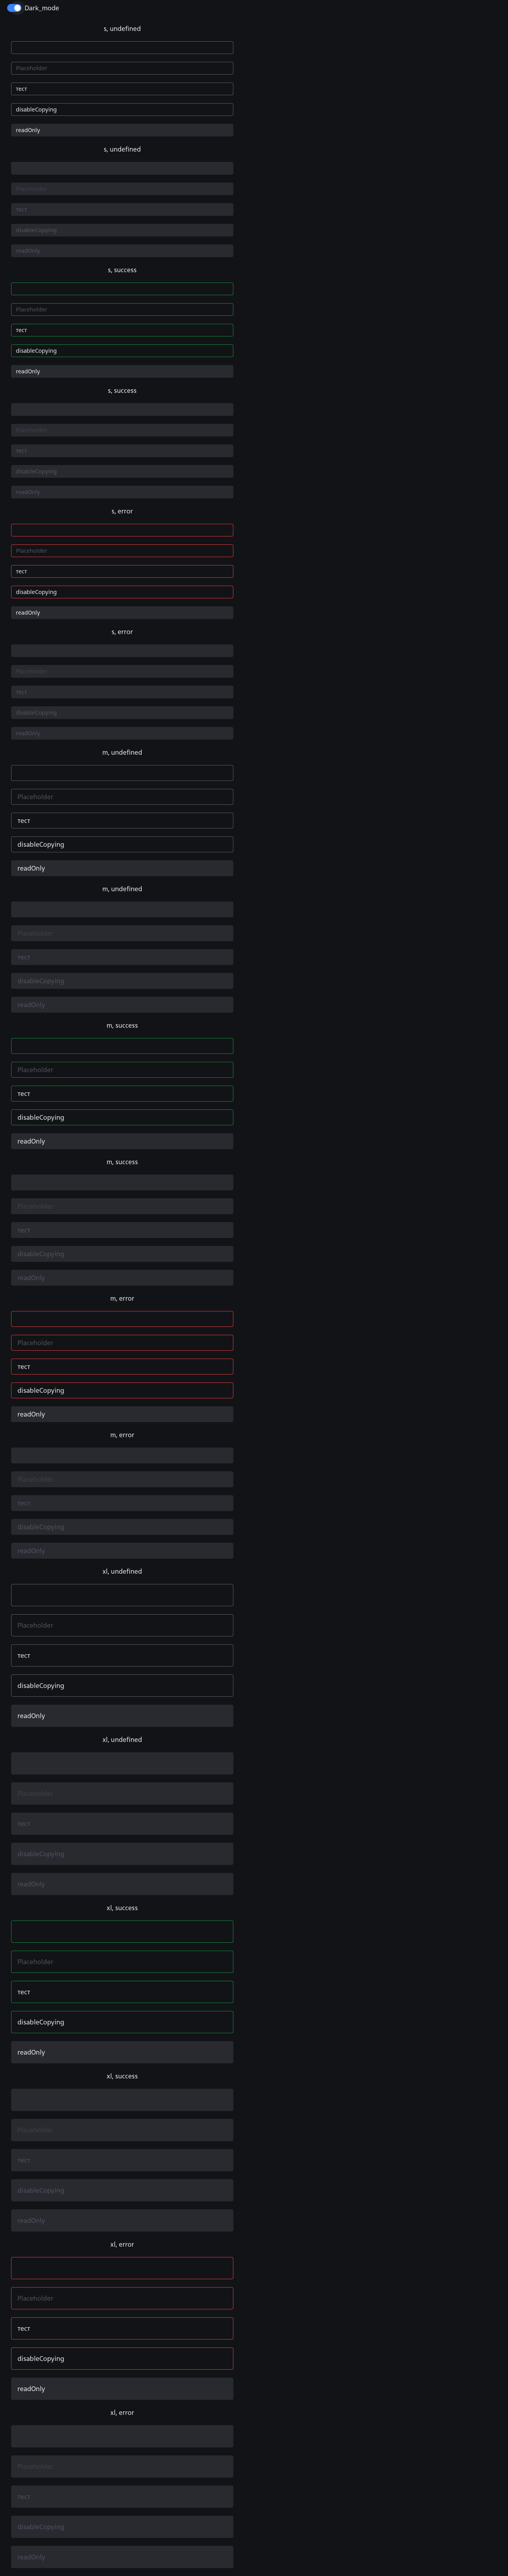 Dark_mode
s, undefined
Placeholder
тест
disableCopying
readOnly
s, undefined
Placeholder
тест
disableCopying
readOnly
s, success
Placeholder
тест
disableCopying
readOnly
s, success
Placeholder
тест
disableCopying
readOnly
s, error
Placeholder
тест
disableCopying
readOnly
s, error
Placeholder
тест
disableCopying
readOnly
m, undefined
Placeholder
тест
disableCopying
readOnly
m, undefined
Placeholder
тест
disableCopying
readOnly
m, success
Placeholder
тест
disableCopying
readOnly
m, success
Placeholder
тест
disableCopying
readOnly
m, error
Placeholder
тест
disableCopying
readOnly
m, error
Placeholder
тест
disableCopying
readOnly
xl, undefined
Placeholder
тест
disableCopying
readOnly
xl, undefined
Placeholder
тест
disableCopying
readOnly
xl, success
Placeholder
тест
disableCopying
readOnly
xl, success
Placeholder
тест
disableCopying
readOnly
xl, error
Placeholder
тест
disableCopying
readOnly
xl, error
Placeholder
тест
disableCopying
readOnly